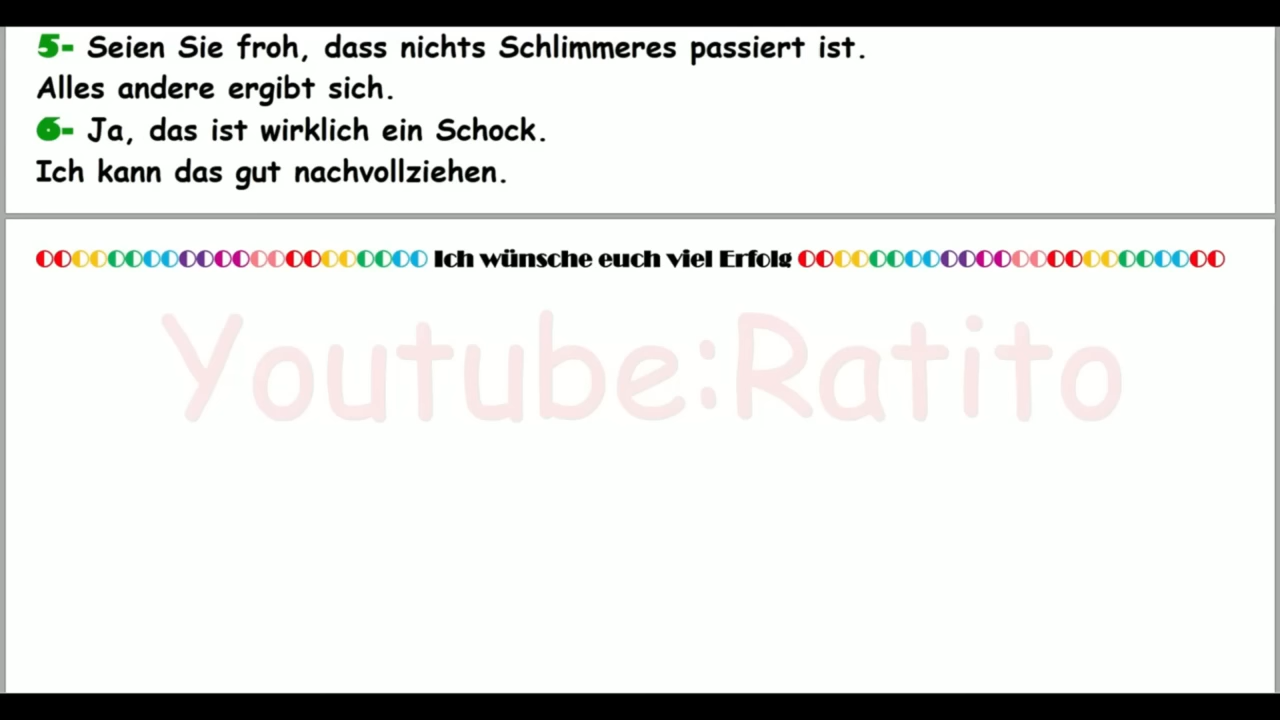 5- Seien Sie froh, dass nichts Schlimmeres passiert ist.
Alles andere ergibt sich.
6- Ja, das ist wirklich ein Schock.
Ich kann das gut nachvollziehen.
Ich wünsche euch viel Erfolg
Youtube:Ratito